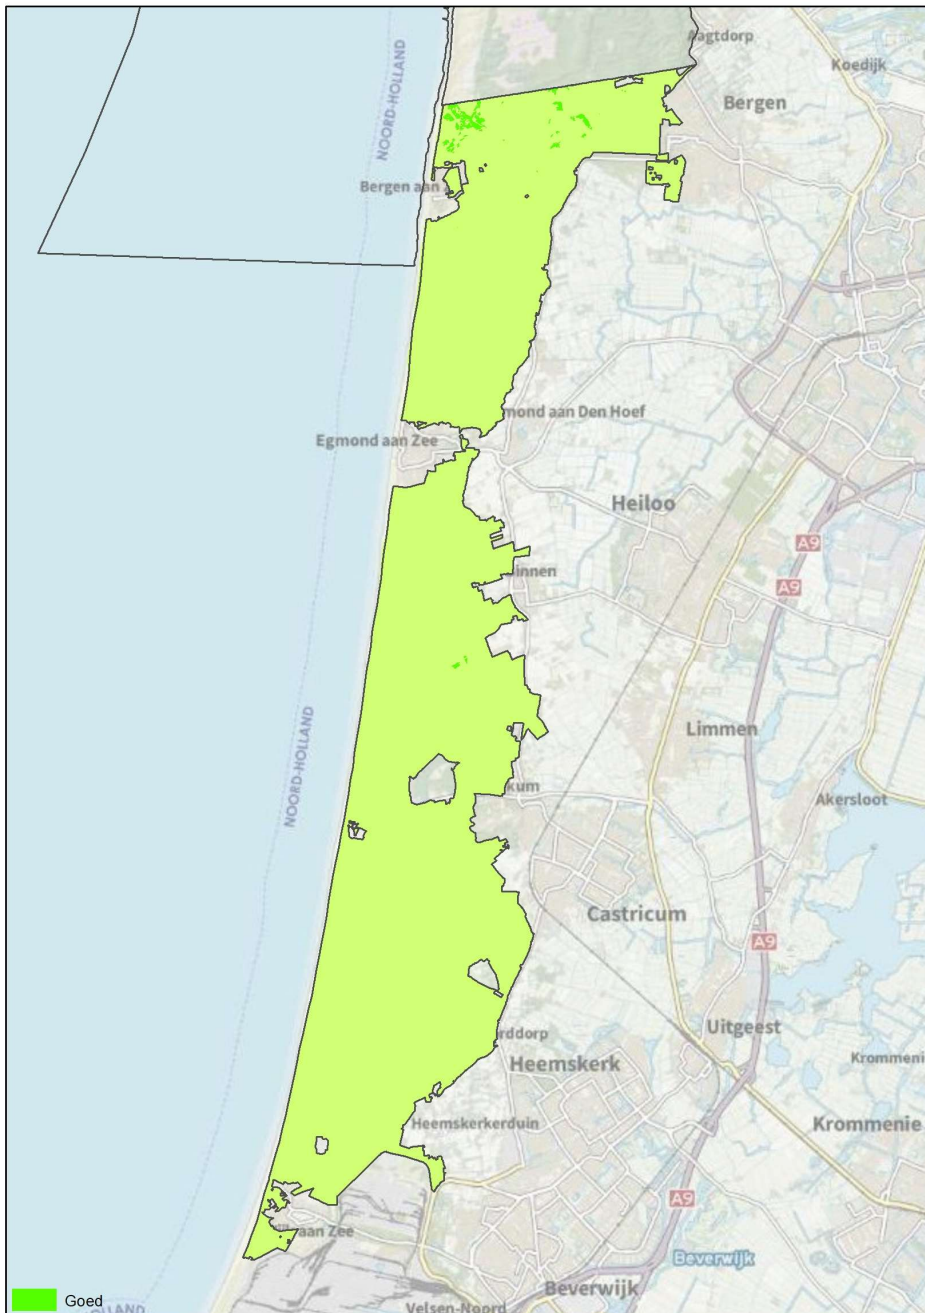 Aagtdorp
Koedijk
NOORD-HOLLAND
Bergen
Bergen aan
Egmond aan Zee
mond aan Den Hoef
Heiloo
A9
innen
A9
NOORD-HOLLAND
Limmen
kum
Akersloot
Castricum
A9
Uitgeest
rddorp
Heemskerk
Krommeni
Heemskerkerduin
Krommenie
A9
aan Zee
Beverwijk
Beverwijk
Goed
OLLAND
Velsen-Noord